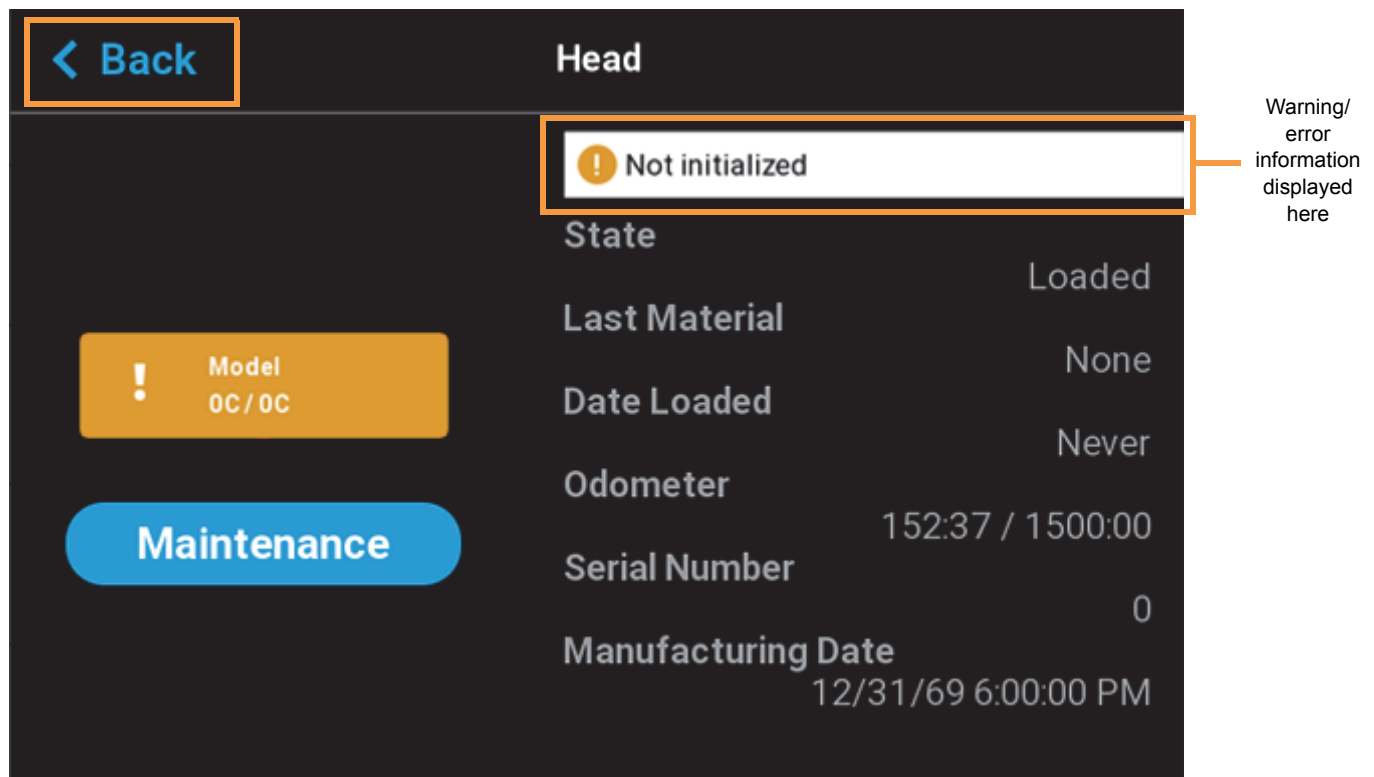 Back
Head
Not initialized
Warning/
error
information
displayed
here
State
Loaded
Last Material
None
Date Loaded
Never
Odometer
152:37 / 1500:00
Serial Number
0
Manufacturing Date
12/31/69 6:00:00 PM
!
Model
0C / 0C
Maintenance